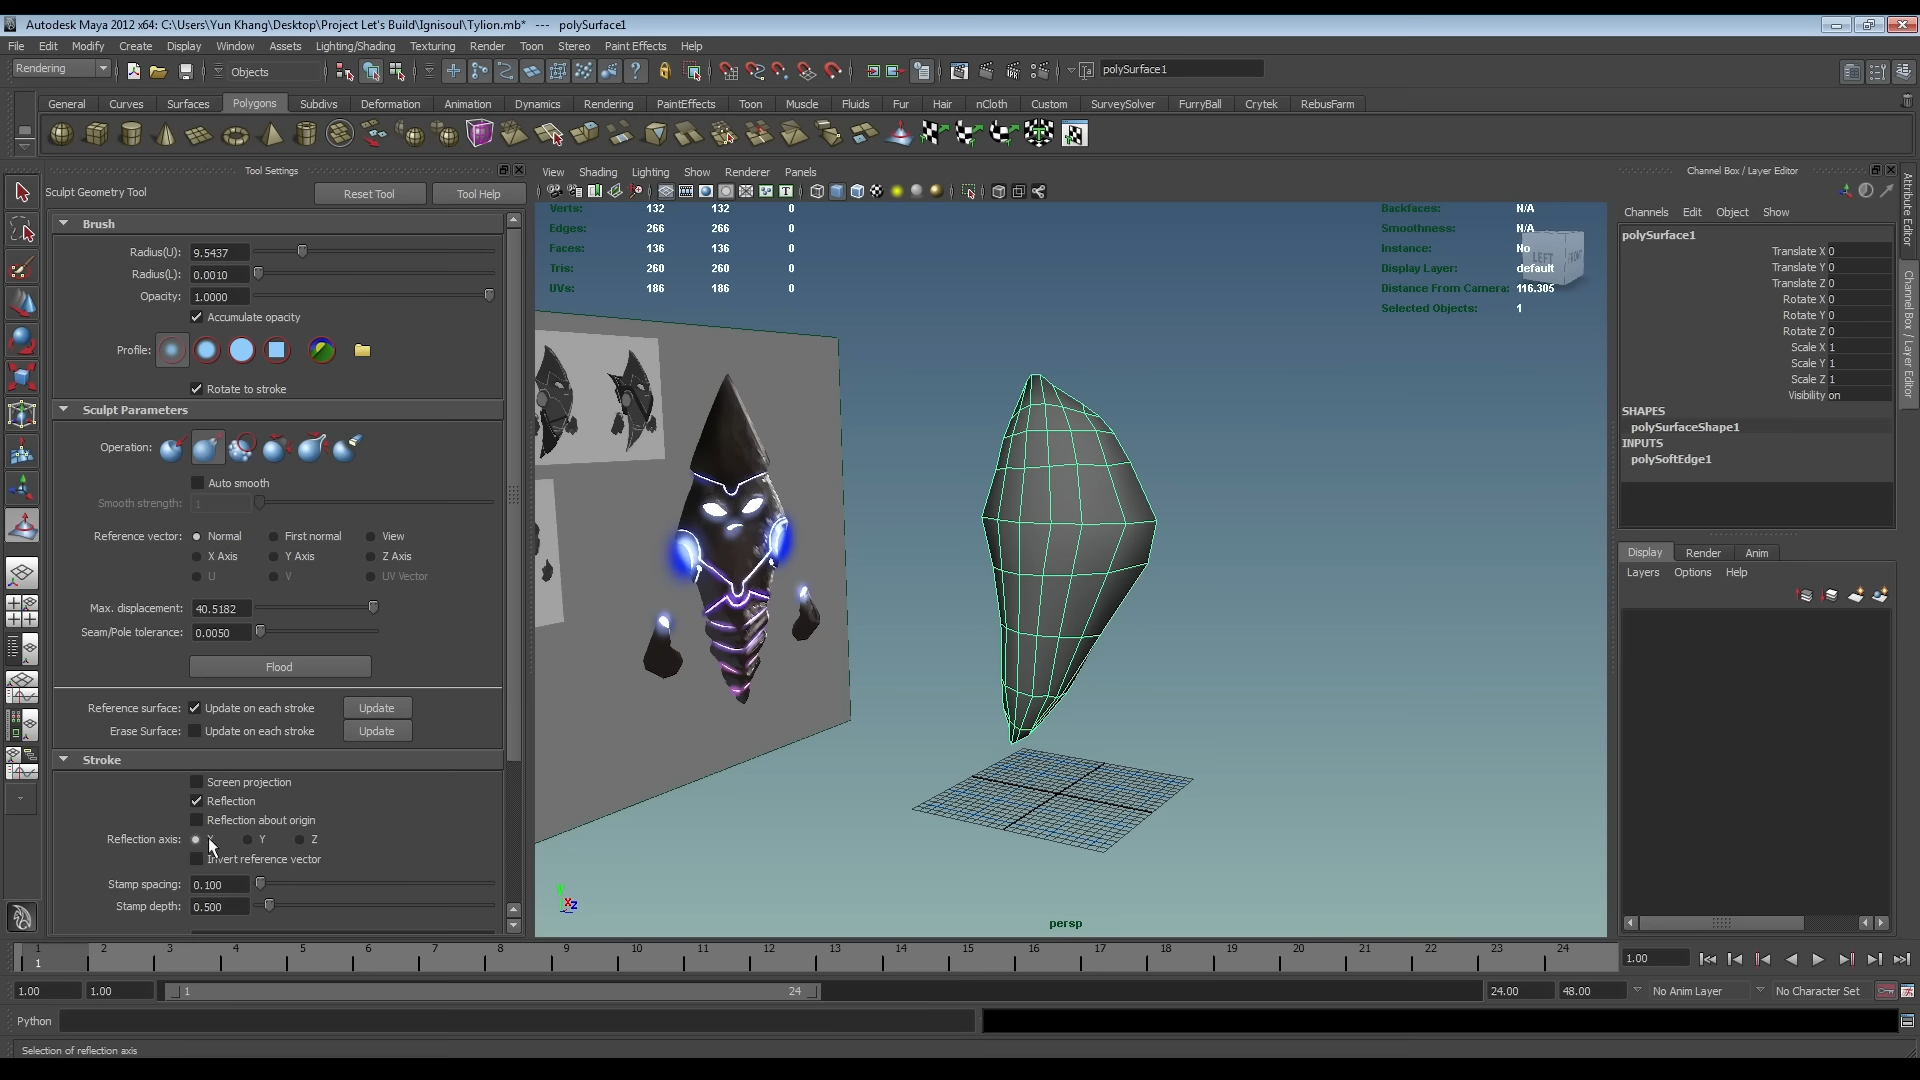 Autodesk Maya 2012 x64: C:\Users\Yun Khang\Desktop\Project Let's Build\Ignisoul\Tylion.mb* --- polySurface1
File Edit Modify Create Display Window Assets Lighting/Shading Texturing Render Toon Stereo Paint Effects Help
Rendering Objects polySurface1
General Curves Surfaces Polygons Subdivs Deformation Animation Dynamics Rendering PaintEffects Toon Muscle Fluids Fur Hair nCloth Custom SurveySolver FurryBall Crytek RebusFarm
Tool Settings
Sculpt Geometry Tool Reset Tool Tool Help
Brush
Radius(U): 9.5437
Radius(L): 0.0010
Opacity: 1.0000
Accumulate opacity
Profile:
Rotate to stroke
Sculpt Parameters
Operation:
Auto smooth
Smooth strength: 1
Reference vector: Normal First normal View
X Axis Y Axis Z Axis
U V UV Vector
Max. displacement: 40.5182
Seam/Pole tolerance: 0.0050
Flood
Reference surface: Update on each stroke Update
Erase Surface: Update on each stroke Update
Stroke
Screen projection
Reflection
Reflection about origin
Reflection axis: X Y Z
Invert reference vector
Stamp spacing: 0.100
Stamp depth: 0.500
View Shading Lighting Show Renderer Panels
Verts: 132 132 0
Edges: 266 266 0
Faces: 136 136 0
Tris: 260 260 0
UVs: 186 186 0
Backfaces: N/A
Smoothness: N/A
Instance: No
Display Layer: default
Distance From Camera: 116.305
Selected Objects: 1
LEFT FRONT
persp
Channel Box / Layer Editor
Channels Edit Object Show
polySurface1
Translate X 0
Translate Y 0
Translate Z 0
Rotate X 0
Rotate Y 0
Rotate Z 0
Scale X 1
Scale Y 1
Scale Z 1
Visibility on
SHAPES
polySurfaceShape1
INPUTS
polySoftEdge1
Display Render Anim
Layers Options Help
Attribute Editor
Channel Box / Layer Editor
1 2 3 4 5 6 7 8 9 10 11 12 13 14 15 16 17 18 19 20 21 22 23 24
1 1.00
1.00 1.00 1 24 24.00 48.00 No Anim Layer No Character Set
Python
Selection of reflection axis